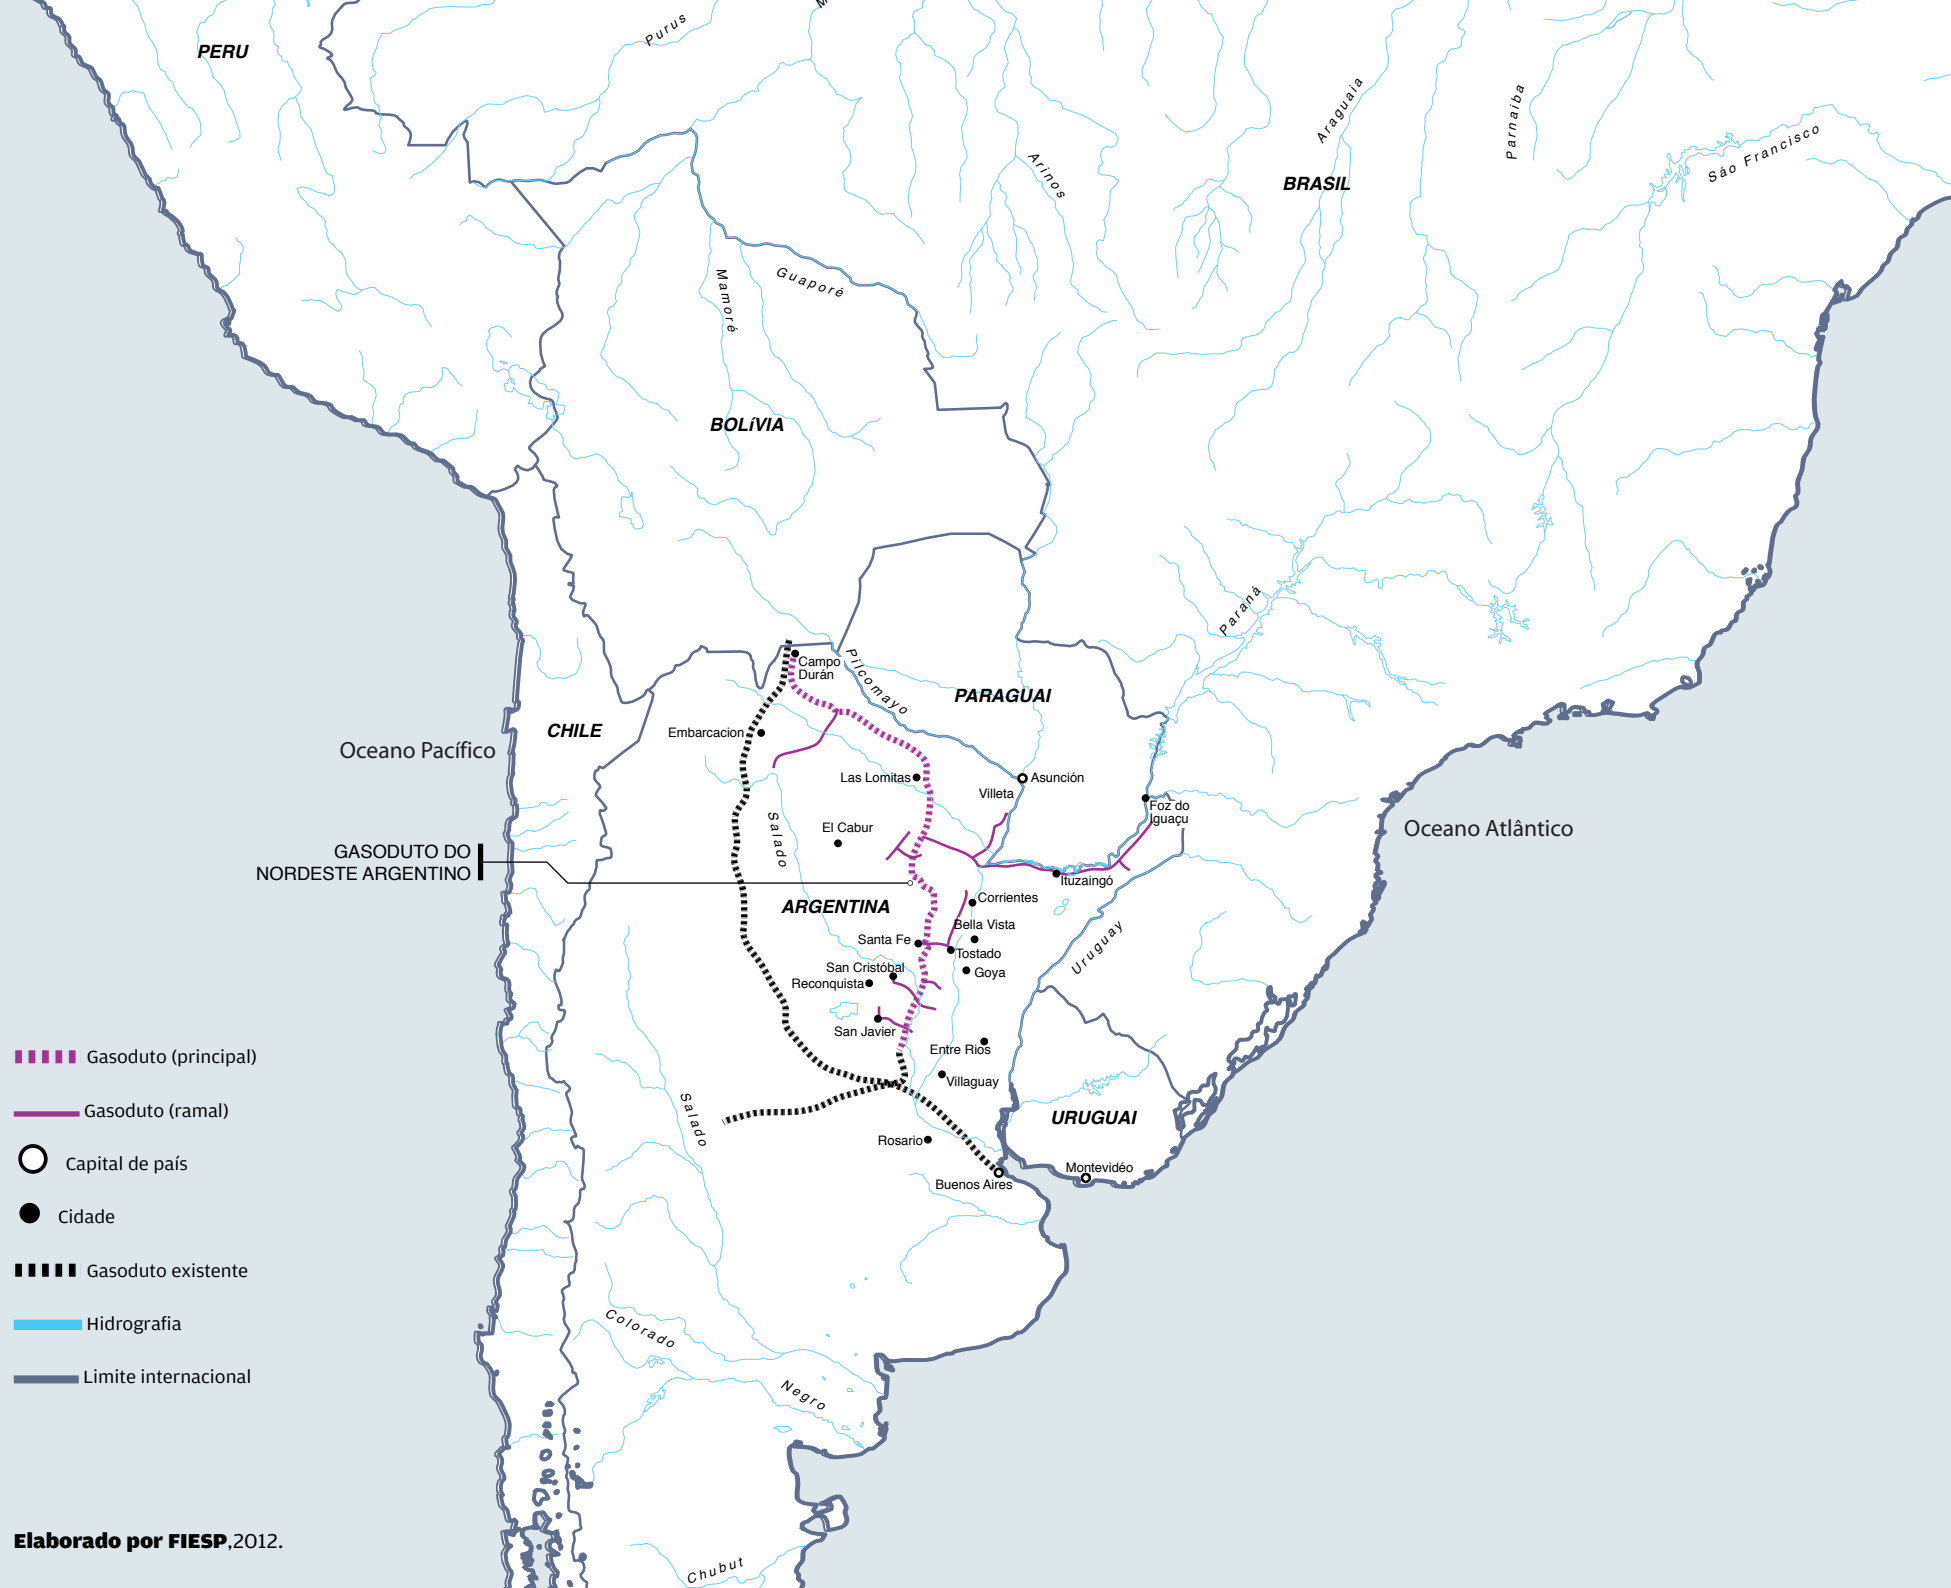 PERU
Purus
M
Araguaia
Parnaiba
São Francisco
Arinos
BRASIL
Mamoré
Guaporé
BOLíVIA
Paraná
Campo
Durán
Pilcomayo
PARAGUAI
CHILE
Embarcacion
Oceano Pacífico
Las Lomitas
Asunción
Villeta
Foz do
Iguaçu
Oceano Atlântico
Salado
El Cabur
GASODUTO DO
NORDESTE ARGENTINO
Ituzaingó
ARGENTINA
Corrientes
Bella Vista
Santa Fe
Tostado
Uruguay
San Cristóbal
Goya
Reconquista
San Javier
Entre Rios
Villaguay
Salado
URUGUAI
Rosario
Montevidéo
Buenos Aires
Gasoduto (principal)
Gasoduto (ramal)
Capital de país
Cidade
Gasoduto existente
Hidrografia
Limite internacional
Colorado
Negro
Chubut
Elaborado por FIESP,2012.